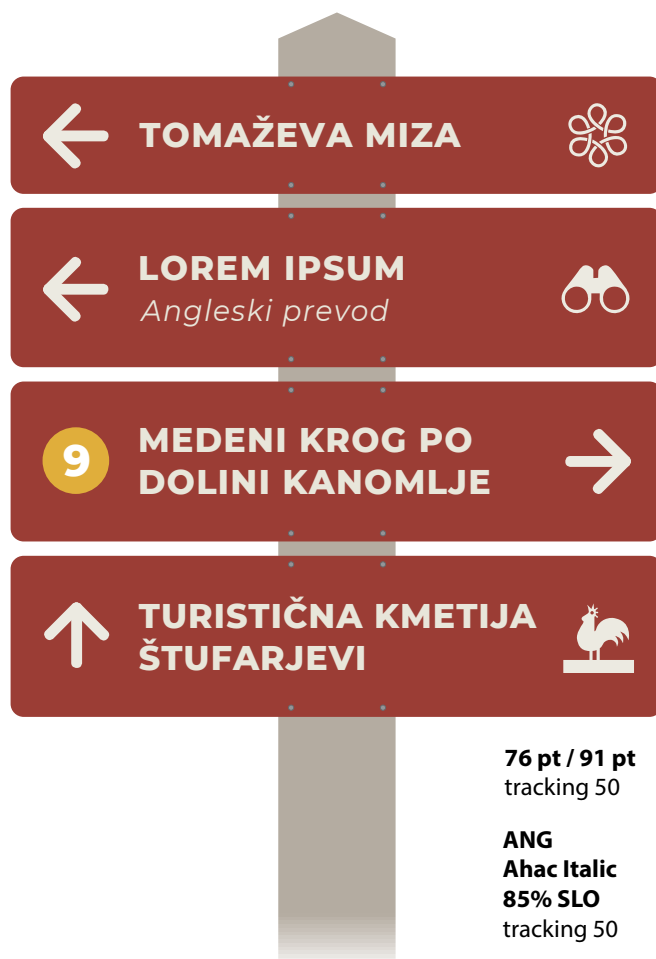 TOMAŽEVA MIZA
LOREM IPSUM
Angleski prevod
9
MEDENI KROG PO
DOLINI KANOMLJE
TURISTIČNA KMETIJA
ŠTUFARJEVI
76 pt / 91 pt
tracking 50
ANG
Ahac Italic
85% SLO
tracking 50